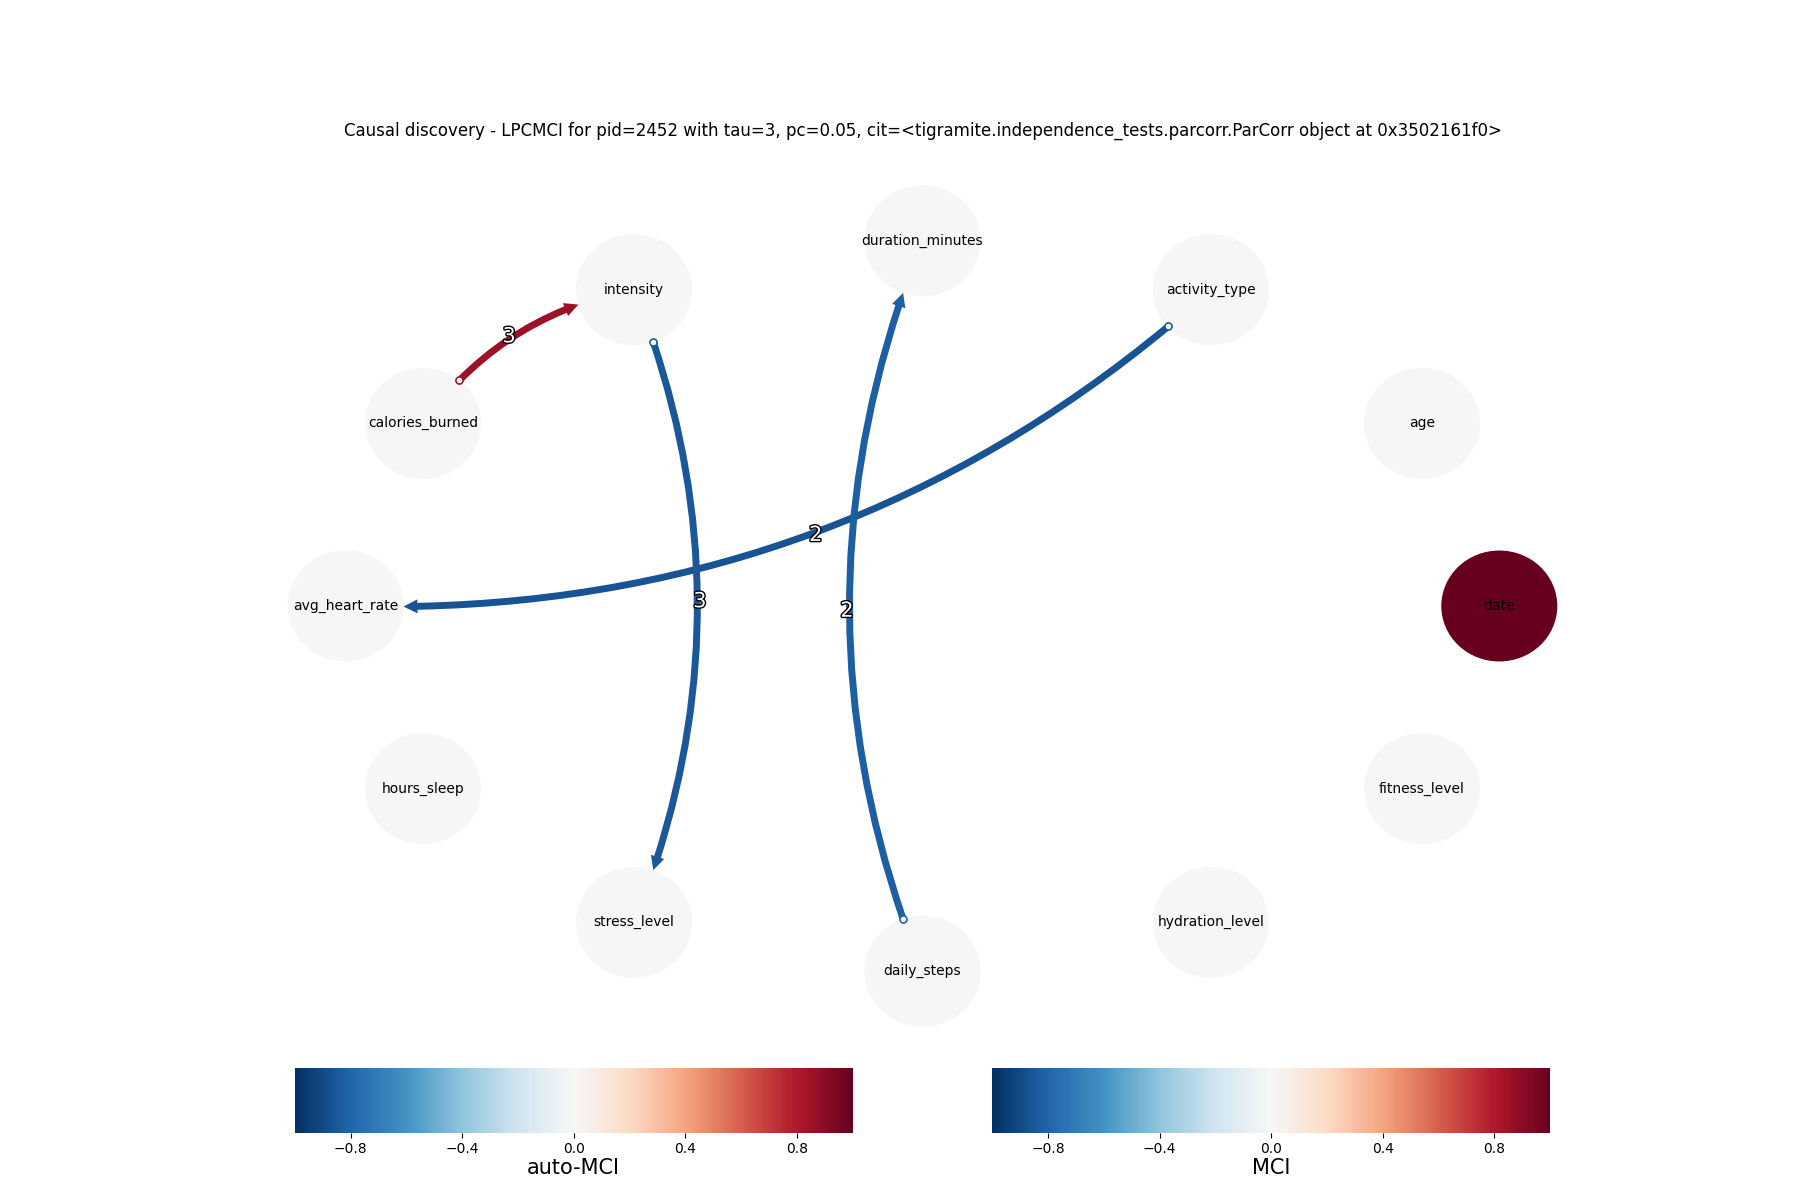 Causal discovery - LPCMCI for pid=2452 with tau=3, pc=0.05, cit=<tigramite.independence_tests.parcorr.ParCorr object at 0x3502161f0>
duration_minutes
intensity
activity_type
3
calories_burned
age
2
avg_heart_rate
3
2
date
hours_sleep
fitness_level
stress_level
hydration_level
daily_steps
−0.8 −0.4 0.0 0.4 0.8
auto-MCI
−0.8 −0.4 0.0 0.4 0.8
MCI